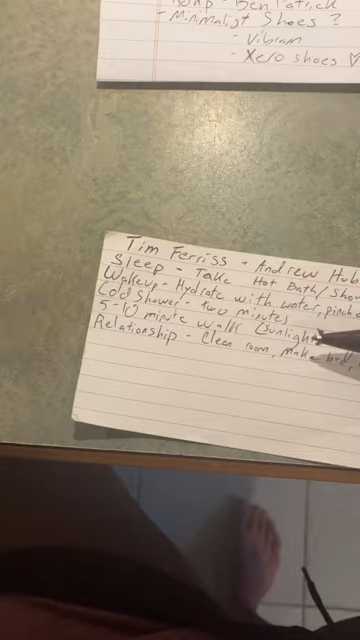 - Minimalist Shoes ?
- Vibram
- Xero shoes
Tim Ferriss - Andrew Hub
Sleep - Take Hot Bath/Sho
Wakeup - Hydrate with water, pinch
Cold Shower - two minutes
5-10 minute walk (sunlight
Relationship - Clean room, make bed,